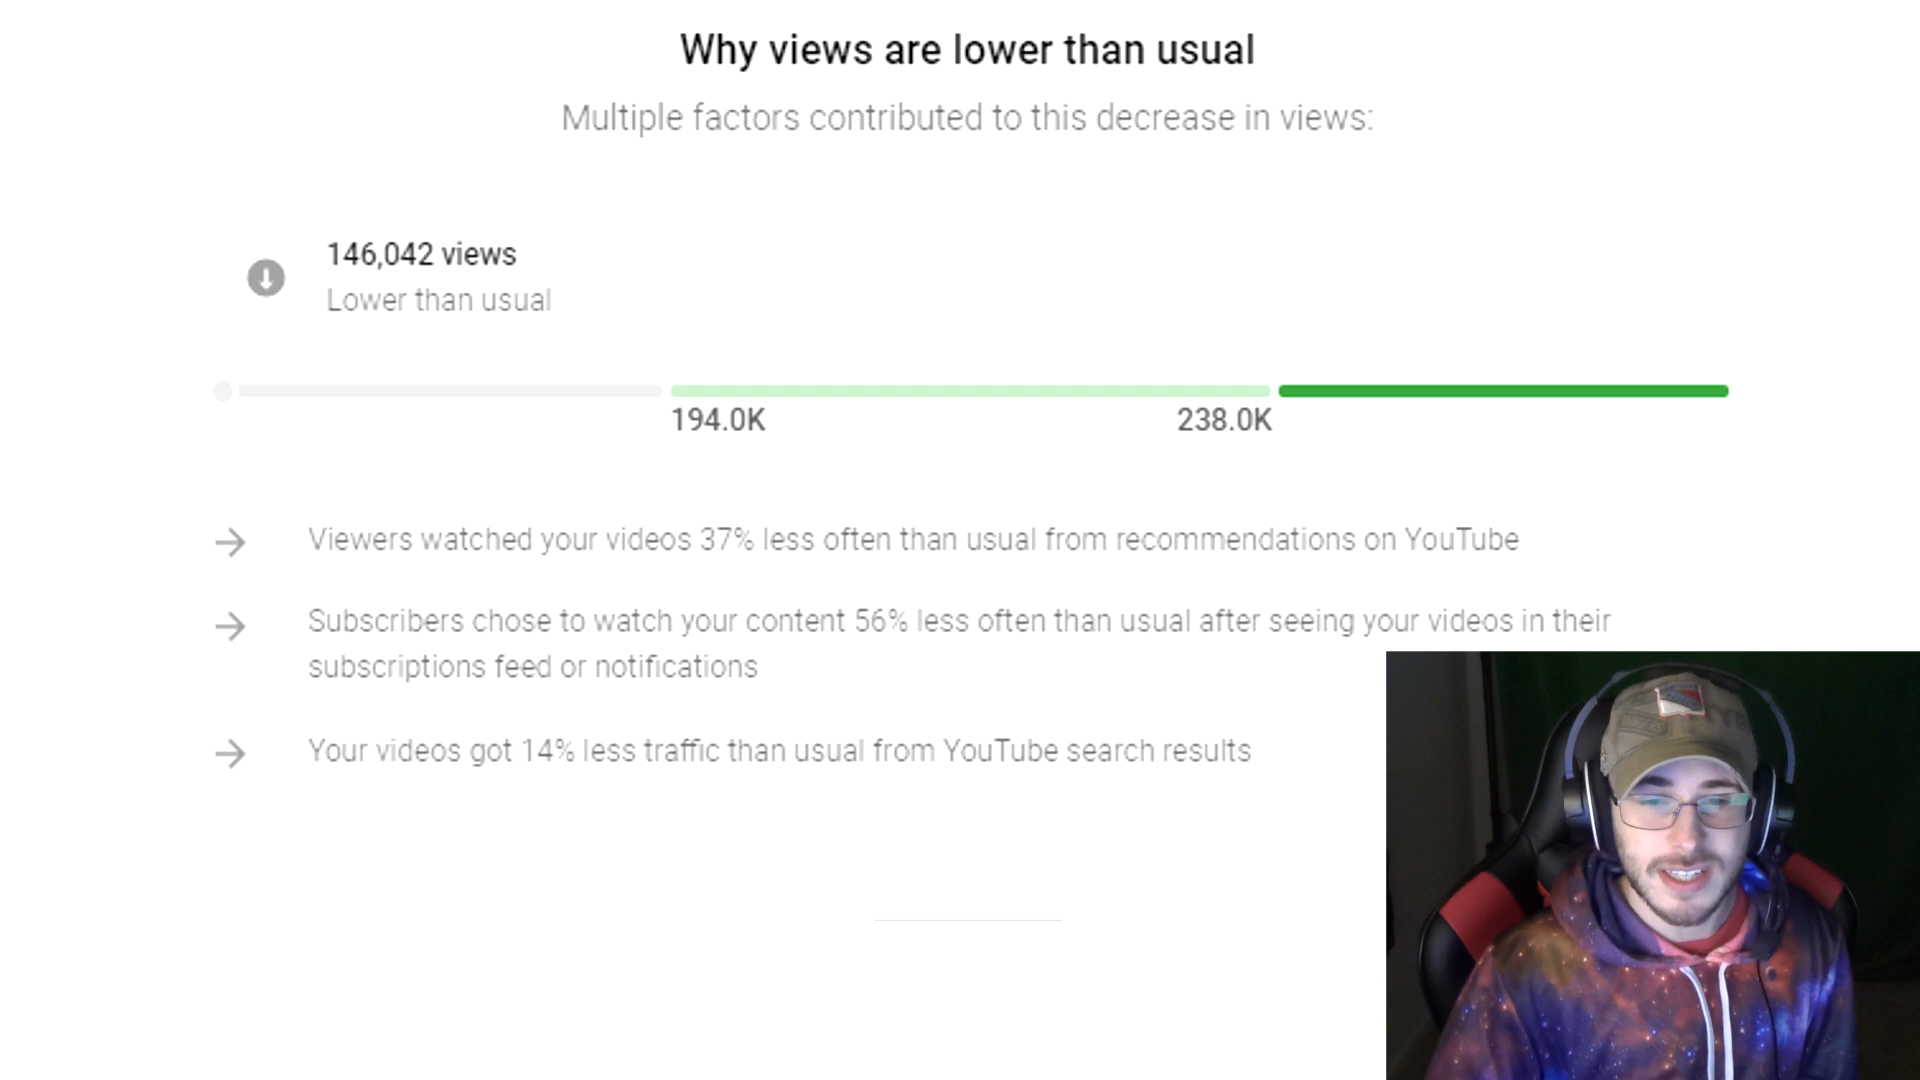 Why views are lower than usual
Multiple factors contributed to this decrease in views:
146,042 views
Lower than usual
194.0K
238.0K
Viewers watched your videos 37% less often than usual from recommendations on YouTube
Subscribers chose to watch your content 56% less often than usual after seeing your videos in their
subscriptions feed or notifications
Your videos got 14% less traffic than usual from YouTube search results